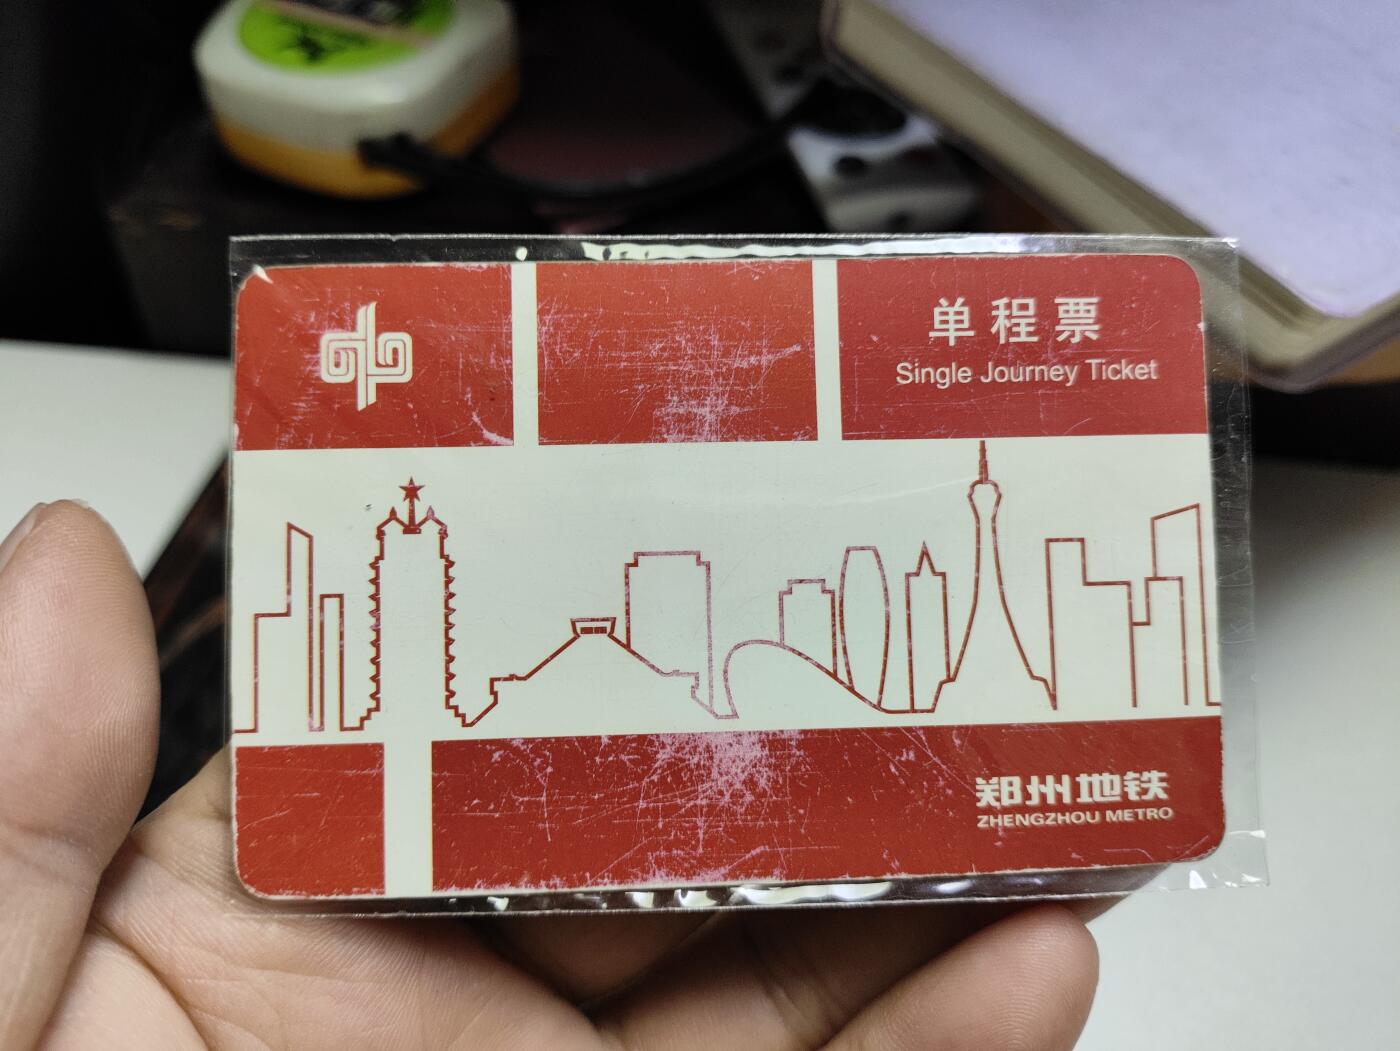 单程票
Single Journey Ticket
郑州地铁
ZHENGZHOU METRO